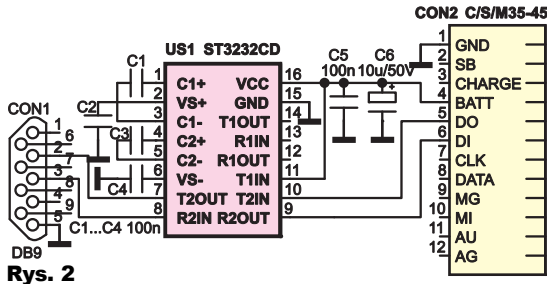 CON2 C/S/M35-45
US1 ST3232CD
C1
C5
100n
C6
10u/50V
+
1 GND
2 SB
3 CHARGE
4 BATT
5 DO
6 DI
7 CLK
8 DATA
9 MG
10 MI
11 AU
12 AG
1 C1+ VCC 16
2 VS+ GND 15
3 C1- T1OUT 14
4 C2+ R1IN 13
5 C2- R1OUT 12
6 VS- T1IN 11
7 T2OUT T2IN 10
8 R2IN R2OUT 9
C2
C3
C4
CON1
1
6
2
7
3
8
4
9
5
C1...C4 100n
DB9
Rys. 2